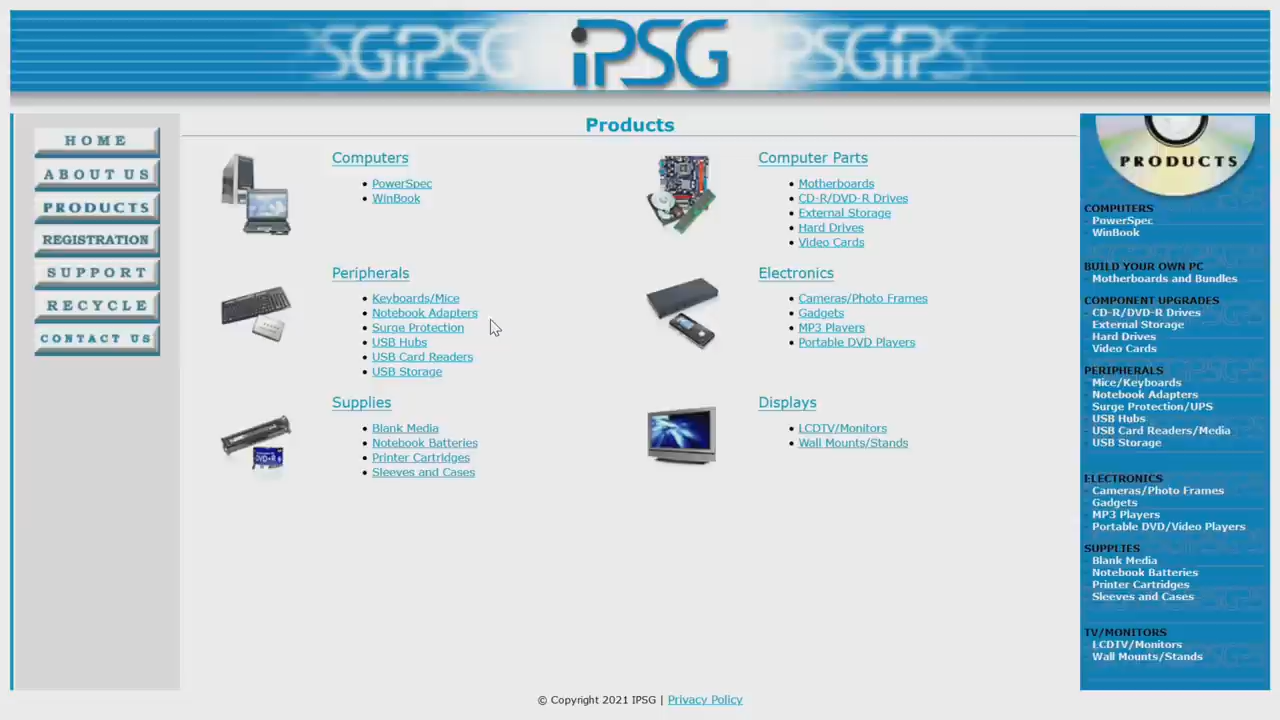 iPSG
HOME
ABOUT US
PRODUCTS
REGISTRATION
SUPPORT
RECYCLE
CONTACT US
Products
Computers
PowerSpec
WinBook
Computer Parts
Motherboards
CD-R/DVD-R Drives
External Storage
Hard Drives
Video Cards
Peripherals
Keyboards/Mice
Notebook Adapters
Surge Protection
USB Hubs
USB Card Readers
USB Storage
Electronics
Cameras/Photo Frames
Gadgets
MP3 Players
Portable DVD Players
Supplies
Blank Media
Notebook Batteries
Printer Cartridges
Sleeves and Cases
Displays
LCDTV/Monitors
Wall Mounts/Stands
PRODUCTS
COMPUTERS
PowerSpec
WinBook
BUILD YOUR OWN PC
Motherboards and Bundles
COMPONENT UPGRADES
CD-R/DVD-R Drives
External Storage
Hard Drives
Video Cards
PERIPHERALS
Mice/Keyboards
Notebook Adapters
Surge Protection/UPS
USB Hubs
USB Card Readers/Media
USB Storage
ELECTRONICS
Cameras/Photo Frames
Gadgets
MP3 Players
Portable DVD/Video Players
SUPPLIES
Blank Media
Notebook Batteries
Printer Cartridges
Sleeves and Cases
TV/MONITORS
LCDTV/Monitors
Wall Mounts/Stands
© Copyright 2021 IPSG | Privacy Policy